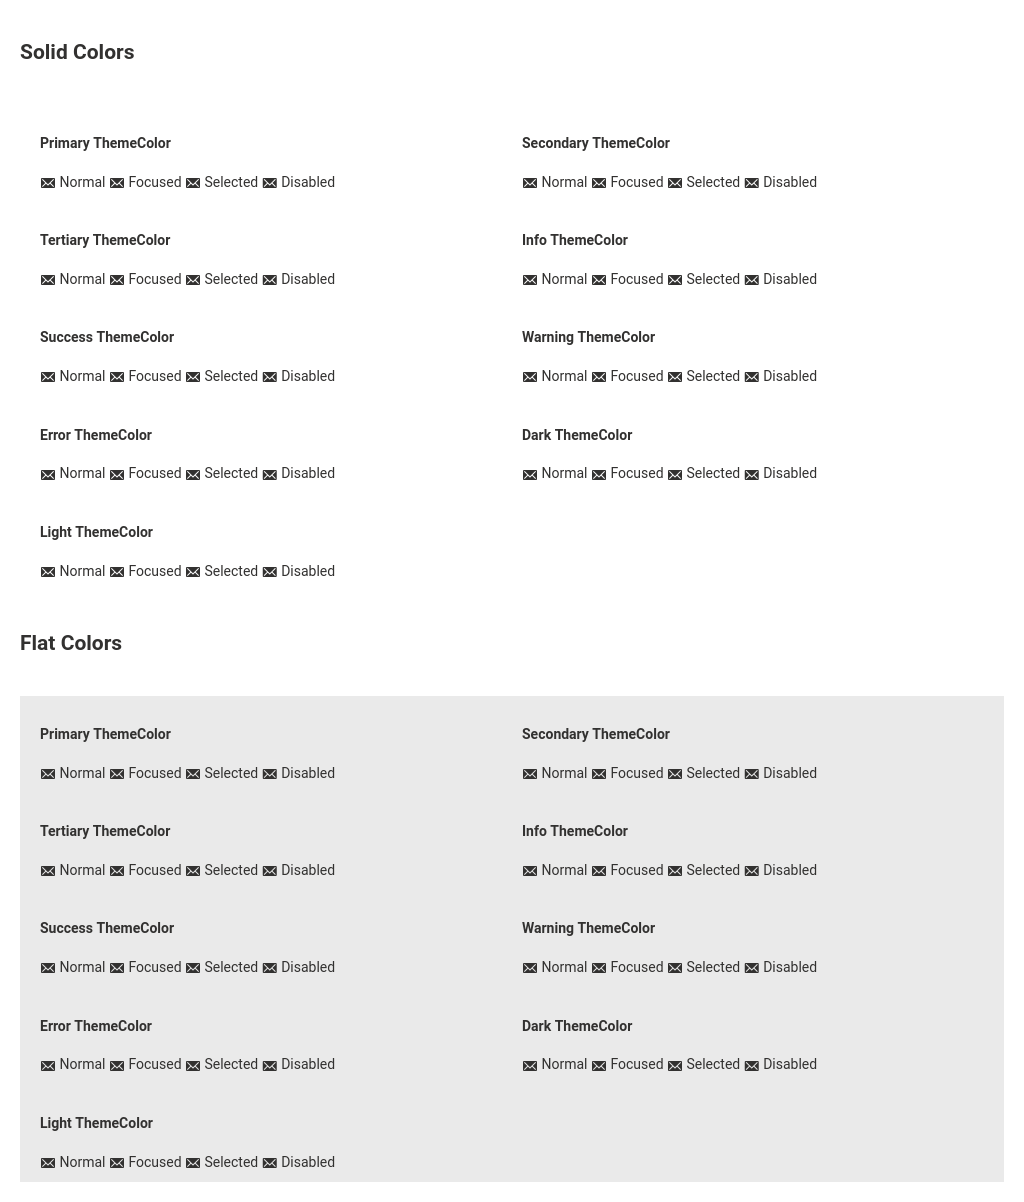 Solid Colors
Primary ThemeColor
Normal Focused Selected Disabled
Secondary ThemeColor
Normal Focused Selected Disabled
Tertiary ThemeColor
Normal Focused Selected Disabled
Info ThemeColor
Normal Focused Selected Disabled
Success ThemeColor
Normal Focused Selected Disabled
Warning ThemeColor
Normal Focused Selected Disabled
Error ThemeColor
Normal Focused Selected Disabled
Dark ThemeColor
Normal Focused Selected Disabled
Light ThemeColor
Normal Focused Selected Disabled
Flat Colors
Primary ThemeColor
Normal Focused Selected Disabled
Secondary ThemeColor
Normal Focused Selected Disabled
Tertiary ThemeColor
Normal Focused Selected Disabled
Info ThemeColor
Normal Focused Selected Disabled
Success ThemeColor
Normal Focused Selected Disabled
Warning ThemeColor
Normal Focused Selected Disabled
Error ThemeColor
Normal Focused Selected Disabled
Dark ThemeColor
Normal Focused Selected Disabled
Light ThemeColor
Normal Focused Selected Disabled